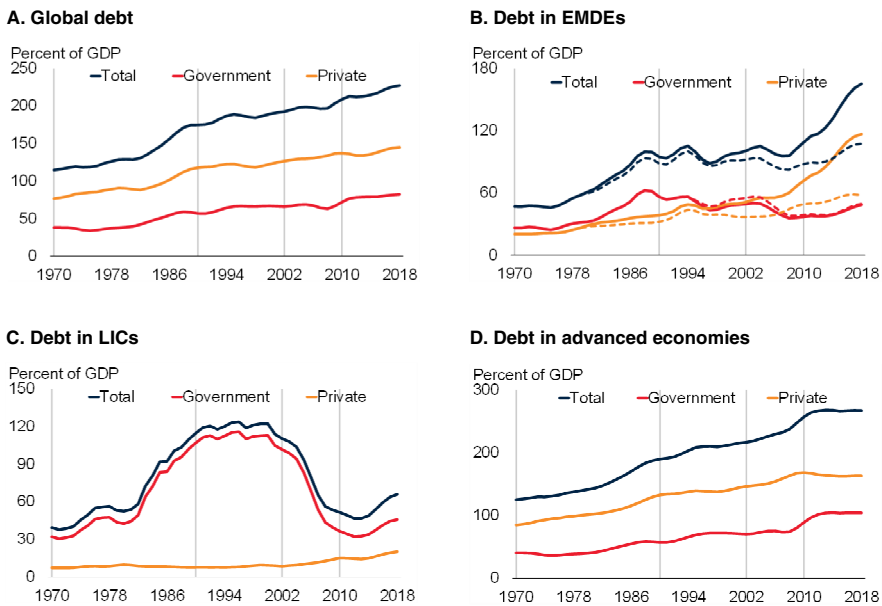 A. Global debt
Percent of GDP
250
Total Government Private
200
150
100
50
0
1970 1978 1986 1994 2002 2010 2018
B. Debt in EMDEs
Percent of GDP
180
Total Government Private
120
60
0
1970 1978 1986 1994 2002 2010 2018
C. Debt in LICs
Percent of GDP
150
Total Government Private
120
90
60
30
0
1970 1978 1986 1994 2002 2010 2018
D. Debt in advanced economies
Percent of GDP
300
Total Government Private
200
100
0
1970 1978 1986 1994 2002 2010 2018